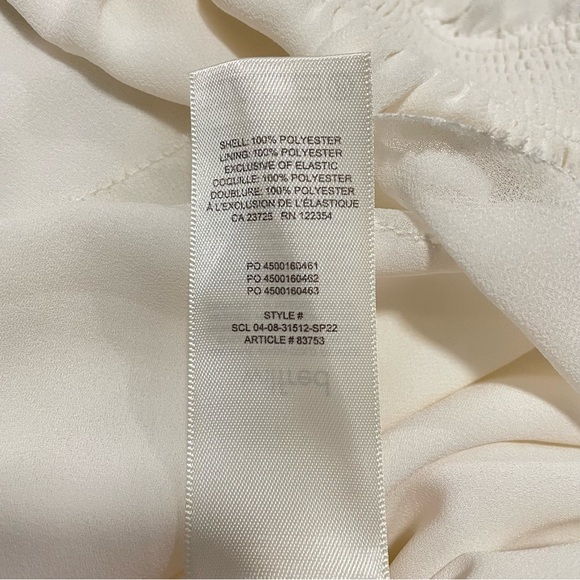 SHELL: 100% POLYESTER
LINING: 100% POLYESTER
EXCLUSIVE OF ELASTIC
COQUILLE: 100% POLYESTER
DOUBLURE: 100% POLYESTER
À L'EXCLUSION DE L'ÉLASTIQUE
CA 23725 RN 122354
PO 4500160461
PO 4500160462
PO 4500160463
STYLE #
SCL 04-08-31512-SP22
ARTICLE # 83753
wilfred